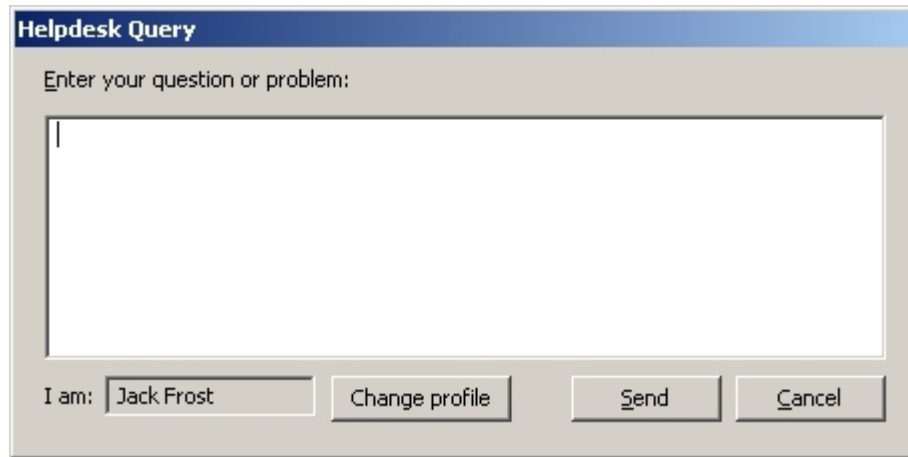 Helpdesk Query
Enter your question or problem:
I am: Jack Frost Change profile Send Cancel